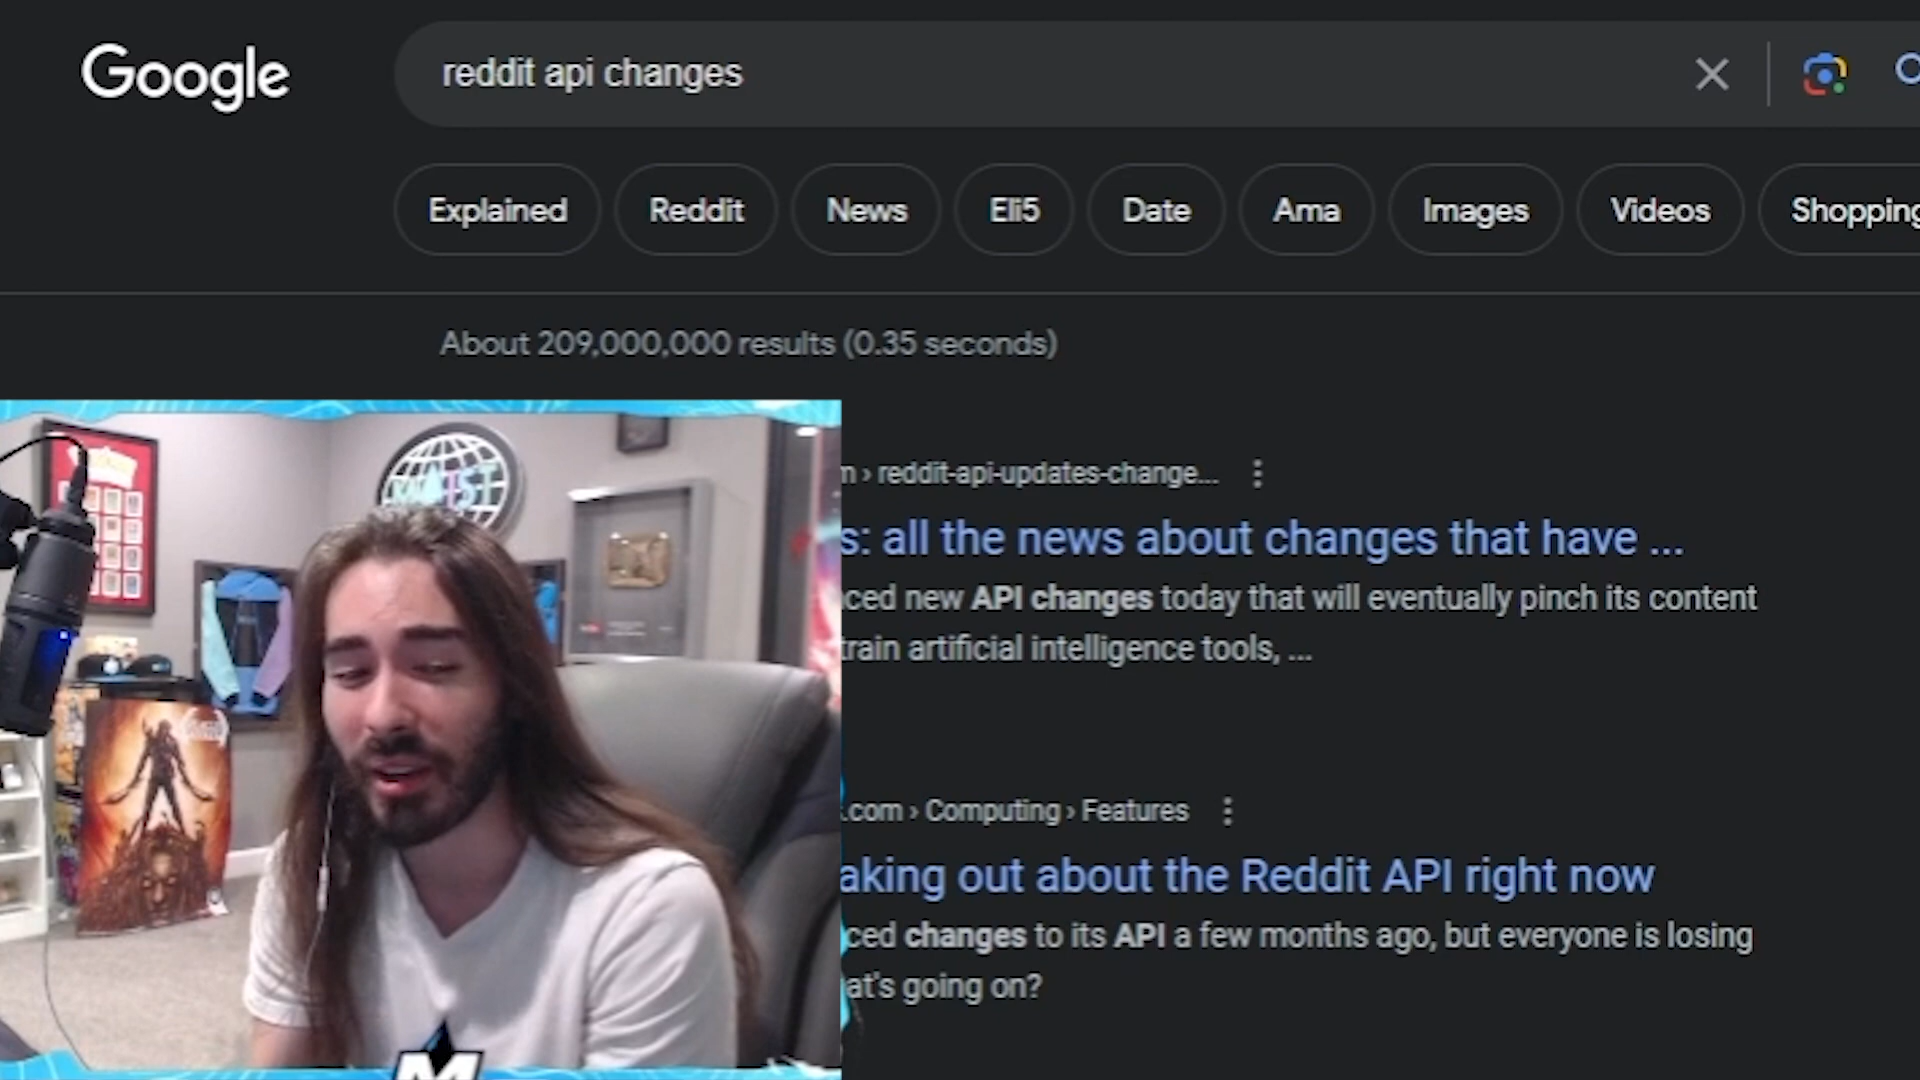 Google
reddit api changes
Explained
Reddit
News
Eli5
Date
Ama
Images
Videos
Shopping
About 209,000,000 results (0.35 seconds)
› reddit-api-updates-change...
s: all the news about changes that have ...
ced new API changes today that will eventually pinch its content
train artificial intelligence tools, ...
.com › Computing › Features
aking out about the Reddit API right now
ced changes to its API a few months ago, but everyone is losing
at's going on?
M